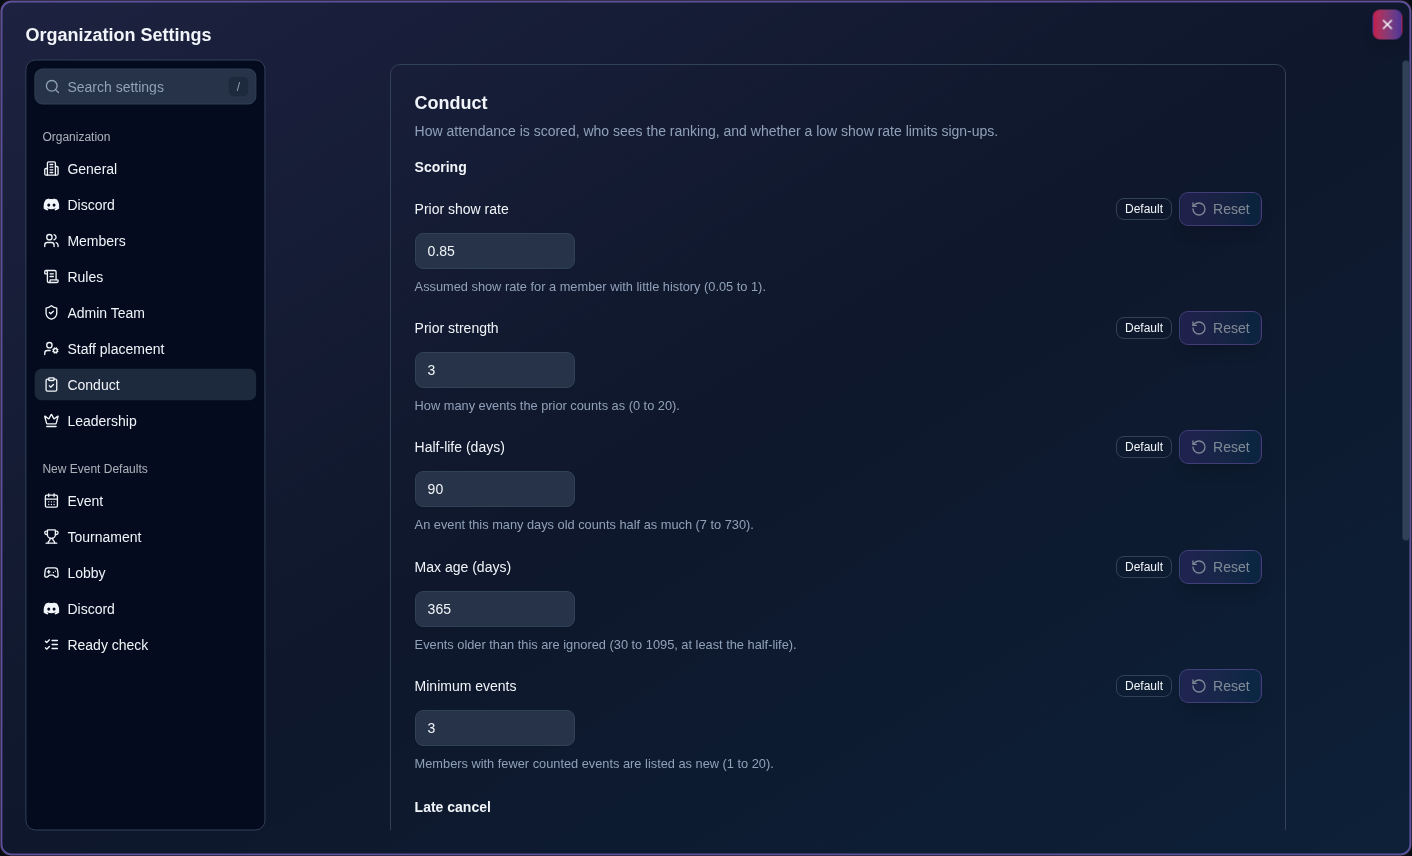 Organization Settings
Search settings /
Organization
General
Discord
Members
Rules
Admin Team
Staff placement
Conduct
Leadership
New Event Defaults
Event
Tournament
Lobby
Discord
Ready check
Conduct
How attendance is scored, who sees the ranking, and whether a low show rate limits sign-ups.
Scoring
Prior show rate Default Reset
0.85
Assumed show rate for a member with little history (0.05 to 1).
Prior strength Default Reset
3
How many events the prior counts as (0 to 20).
Half-life (days) Default Reset
90
An event this many days old counts half as much (7 to 730).
Max age (days) Default Reset
365
Events older than this are ignored (30 to 1095, at least the half-life).
Minimum events Default Reset
3
Members with fewer counted events are listed as new (1 to 20).
Late cancel